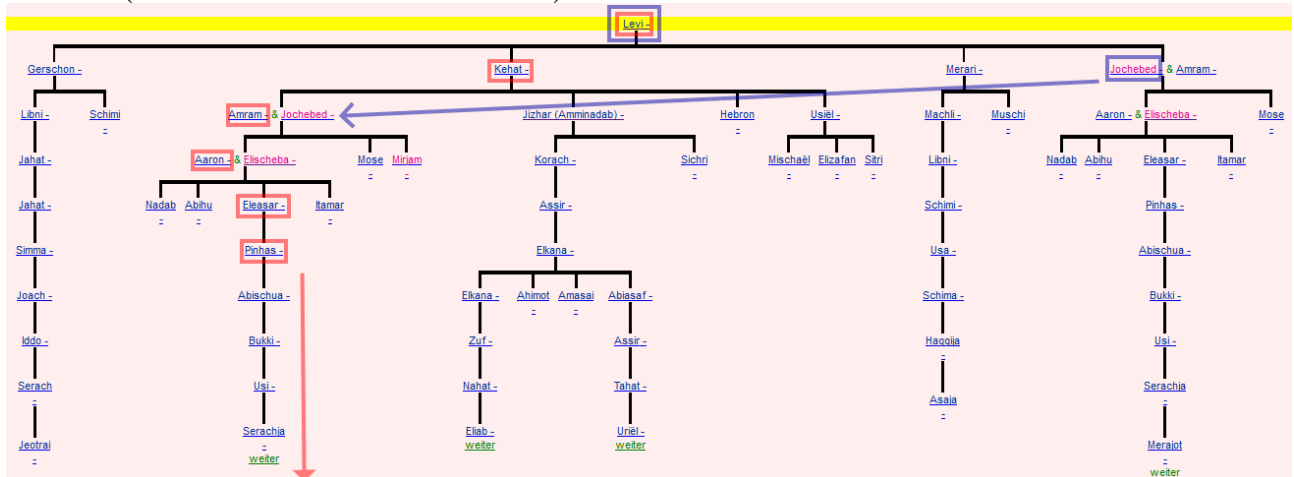 Levi -
Gerschon - Kehat - Merari - Jochebed - & Amram -
Libni - Schimi - Amram - & Jochebed - Jizhar (Amminadab) - Hebron - Usiël - Machli - Muschi - Aaron - & Elischeba - Mose -
Jahat - Aaron - & Elischeba - Mose - Mirjam - Korach - Sichri - Mischaël - Elizafan - Sitri - Libni - Nadab - Abihu - Eleasar - Itamar -
Jahat - Nadab - Abihu - Eleasar - Itamar - Assir - Schimi - Pinhas -
Simma - Pinhas - Elkana - Usa - Abischua -
Joach - Abischua - Elkana - Ahimot - Amasai - Abiasaf - Schima - Bukki -
Iddo - Bukki - Zuf - Assir - Haggija - Usi -
Serach - Usi - Nahat - Tahat - Asaja - Serachja -
Jeotrai - Serachja - weiter Eliab - weiter Uriël - weiter Merajot - weiter